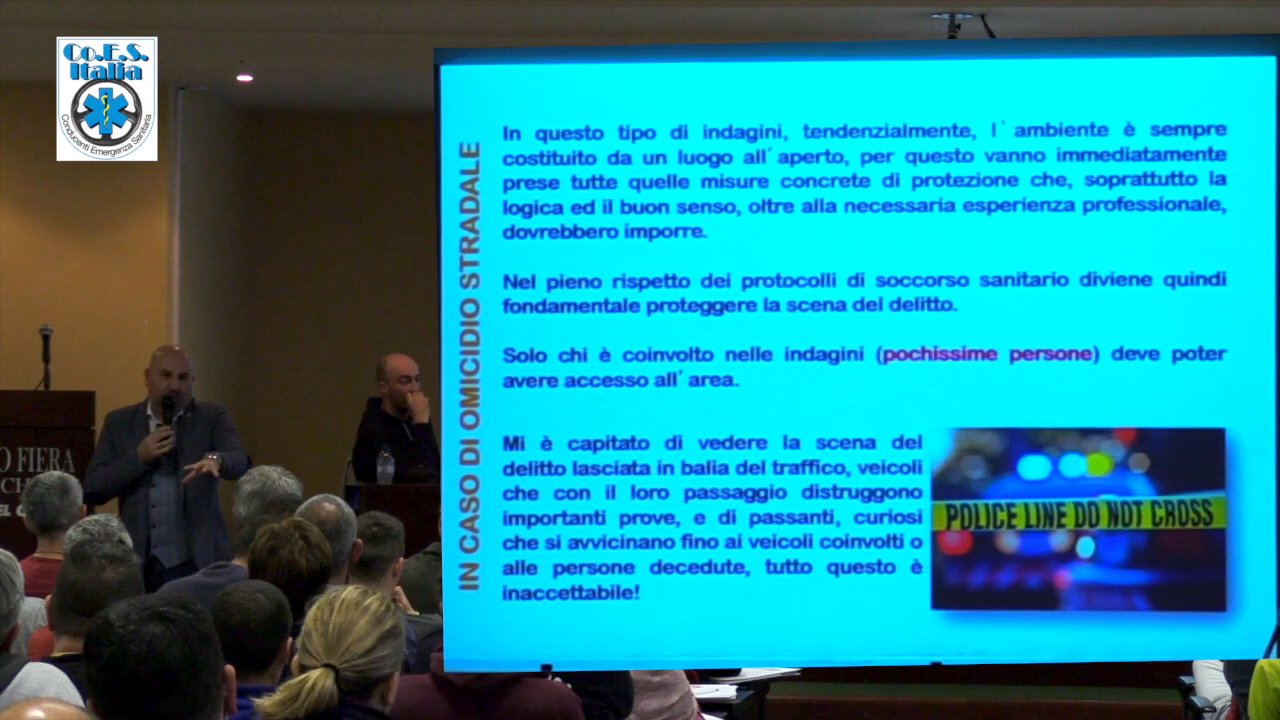 Co.E.S.
Italia
Conducenti Emergenza Sanitaria
IN CASO DI OMICIDIO STRADALE
In questo tipo di indagini, tendenzialmente, l'ambiente è sempre
costituito da un luogo all'aperto, per questo vanno immediatamente
prese tutte quelle misure concrete di protezione che, soprattutto la
logica ed il buon senso, oltre alla necessaria esperienza professionale,
dovrebbero imporre.
Nel pieno rispetto dei protocolli di soccorso sanitario diviene quindi
fondamentale proteggere la scena del delitto.
Solo chi è coinvolto nelle indagini (pochissime persone) deve poter
avere accesso all'area.
Mi è capitato di vedere la scena del
delitto lasciata in balia del traffico, veicoli
che con il loro passaggio distruggono
importanti prove, e di passanti, curiosi
che si avvicinano fino ai veicoli coinvolti o
alle persone decedute, tutto questo è
inaccettabile!
POLICE LINE DO NOT CROSS
O FIERA